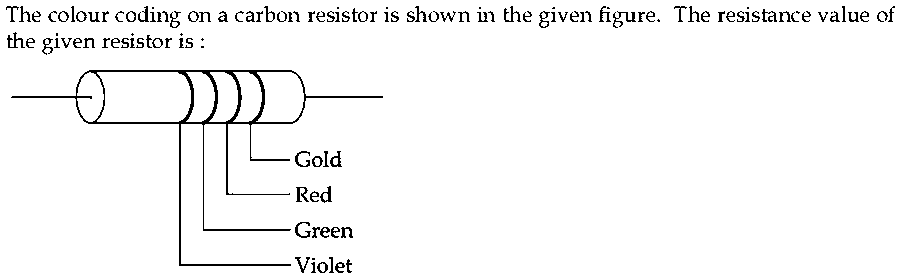 The colour coding on a carbon resistor is shown in the given figure. The resistance value of
the given resistor is :
Gold
Red
Green
Violet